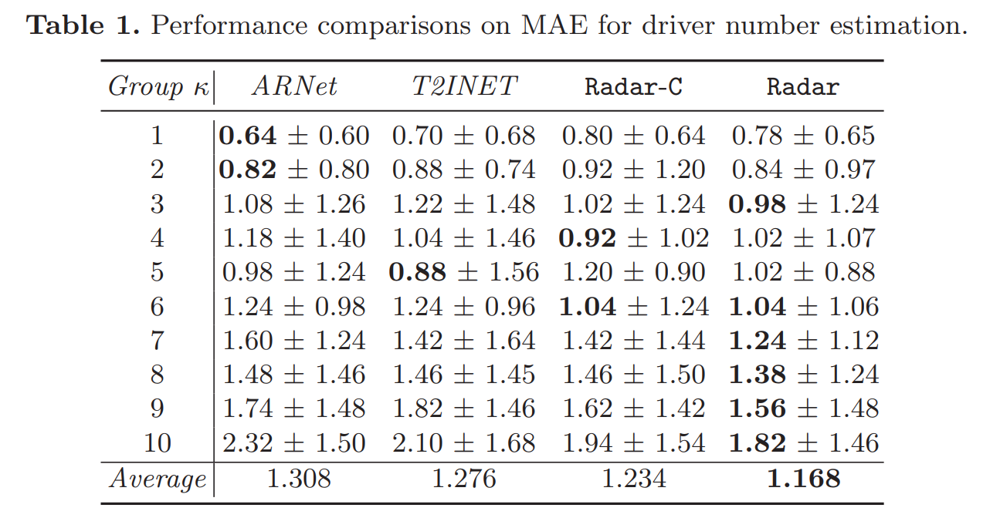 Table 1. Performance comparisons on MAE for driver number estimation.
Group κ ARNet T2INET Radar-C Radar
1 0.64 ± 0.60 0.70 ± 0.68 0.80 ± 0.64 0.78 ± 0.65
2 0.82 ± 0.80 0.88 ± 0.74 0.92 ± 1.20 0.84 ± 0.97
3 1.08 ± 1.26 1.22 ± 1.48 1.02 ± 1.24 0.98 ± 1.24
4 1.18 ± 1.40 1.04 ± 1.46 0.92 ± 1.02 1.02 ± 1.07
5 0.98 ± 1.24 0.88 ± 1.56 1.20 ± 0.90 1.02 ± 0.88
6 1.24 ± 0.98 1.24 ± 0.96 1.04 ± 1.24 1.04 ± 1.06
7 1.60 ± 1.24 1.42 ± 1.64 1.42 ± 1.44 1.24 ± 1.12
8 1.48 ± 1.46 1.46 ± 1.45 1.46 ± 1.50 1.38 ± 1.24
9 1.74 ± 1.48 1.82 ± 1.46 1.62 ± 1.42 1.56 ± 1.48
10 2.32 ± 1.50 2.10 ± 1.68 1.94 ± 1.54 1.82 ± 1.46
Average 1.308 1.276 1.234 1.168